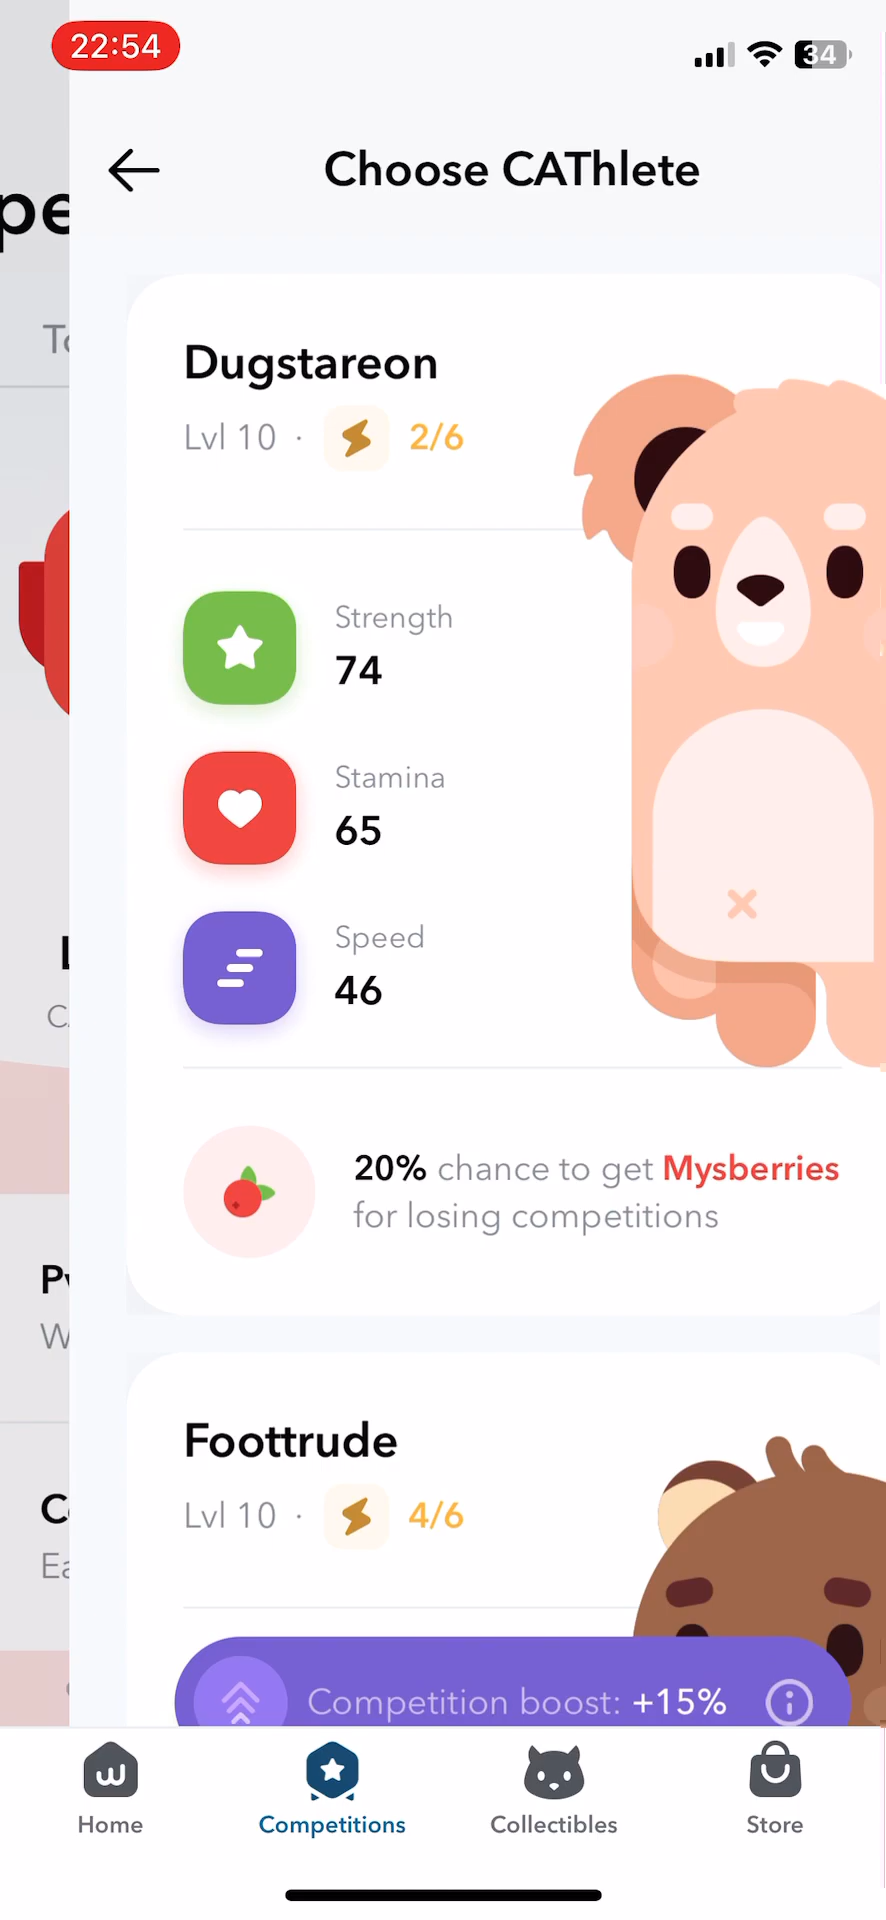 22:54
34
Choose CAThlete
pe
Dugstareon
Lvl 10 · 2/6
Strength
74
Stamina
65
Speed
46
20% chance to get Mysberries
for losing competitions
Foottrude
Lvl 10 · 4/6
Competition boost: +15%
Home
Competitions
Collectibles
Store